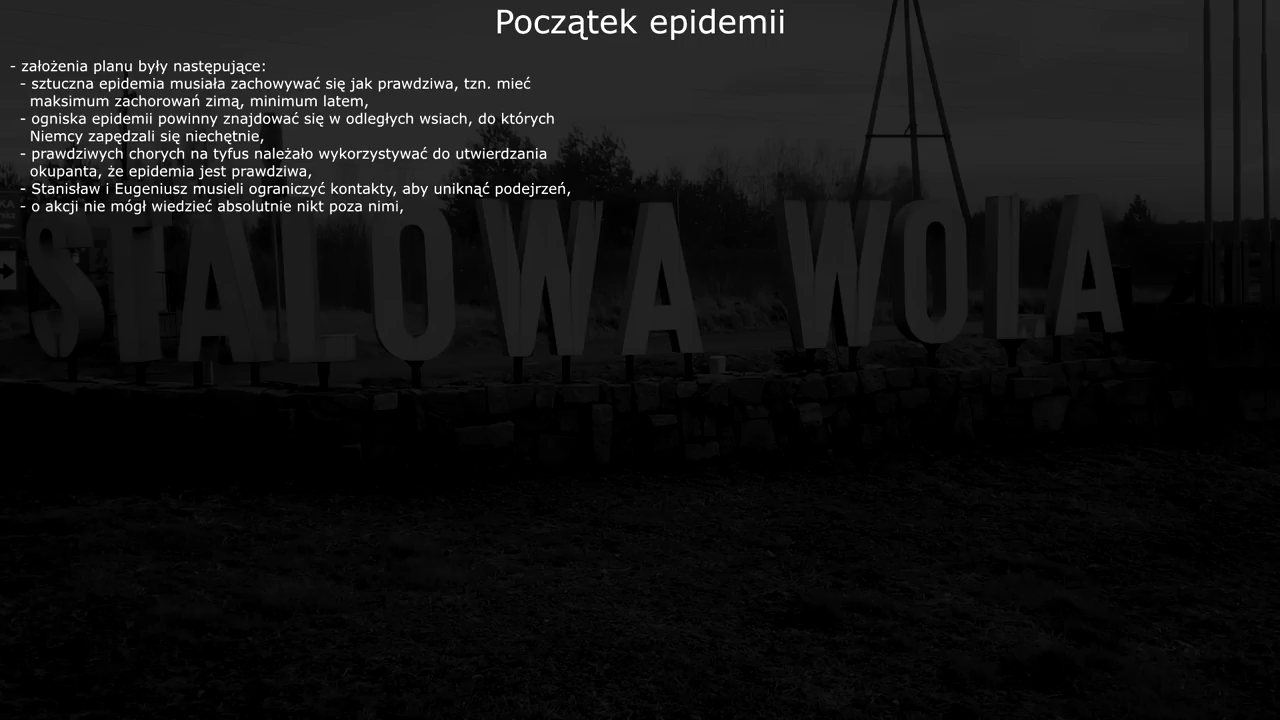 Początek epidemii
- założenia planu były następujące:
- sztuczna epidemia musiała zachowywać się jak prawdziwa, tzn. mieć
maksimum zachorowań zimą, minimum latem,
- ogniska epidemii powinny znajdować się w odległych wsiach, do których
Niemcy zapędzali się niechętnie,
- prawdziwych chorych na tyfus należało wykorzystywać do utwierdzania
okupanta, że epidemia jest prawdziwa,
- Stanisław i Eugeniusz musieli ograniczyć kontakty, aby uniknąć podejrzeń,
- o akcji nie mógł wiedzieć absolutnie nikt poza nimi,
STALOWA WOLA